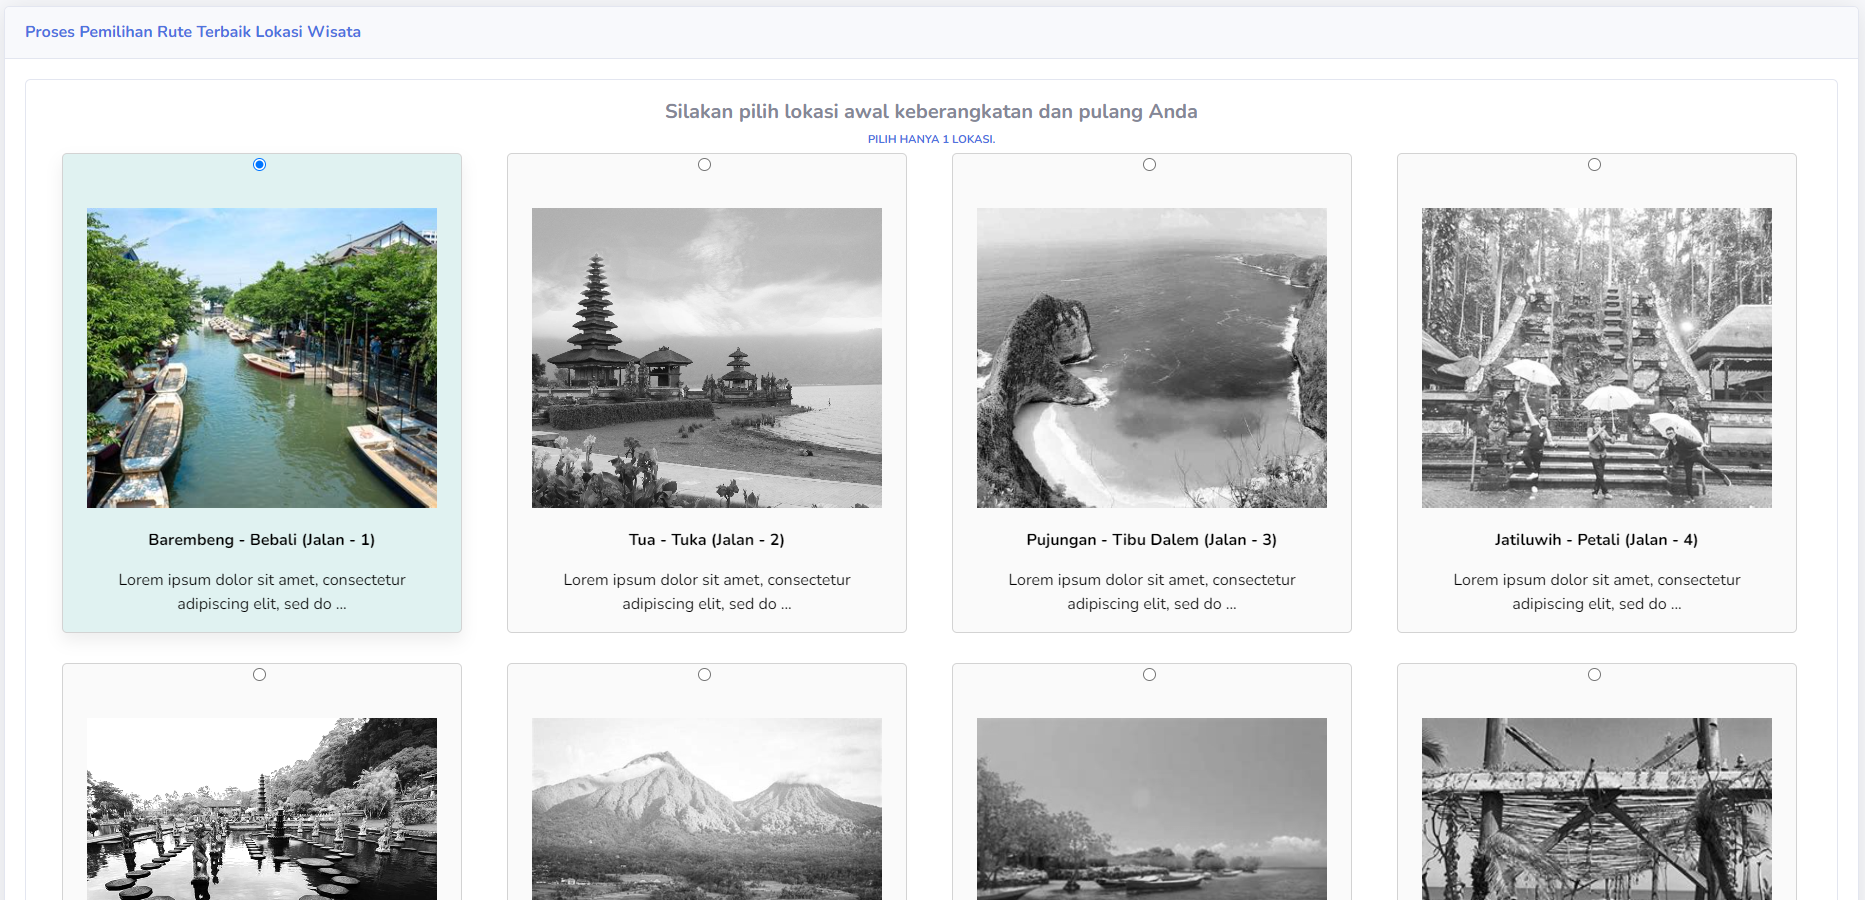 Proses Pemilihan Rute Terbaik Lokasi Wisata
Silakan pilih lokasi awal keberangkatan dan pulang Anda
PILIH HANYA 1 LOKASI.
Barembeng - Bebali (Jalan - 1)
Lorem ipsum dolor sit amet, consectetur
adipiscing elit, sed do ...
Tua - Tuka (Jalan - 2)
Lorem ipsum dolor sit amet, consectetur
adipiscing elit, sed do ...
Pujungan - Tibu Dalem (Jalan - 3)
Lorem ipsum dolor sit amet, consectetur
adipiscing elit, sed do ...
Jatiluwih - Petali (Jalan - 4)
Lorem ipsum dolor sit amet, consectetur
adipiscing elit, sed do ...